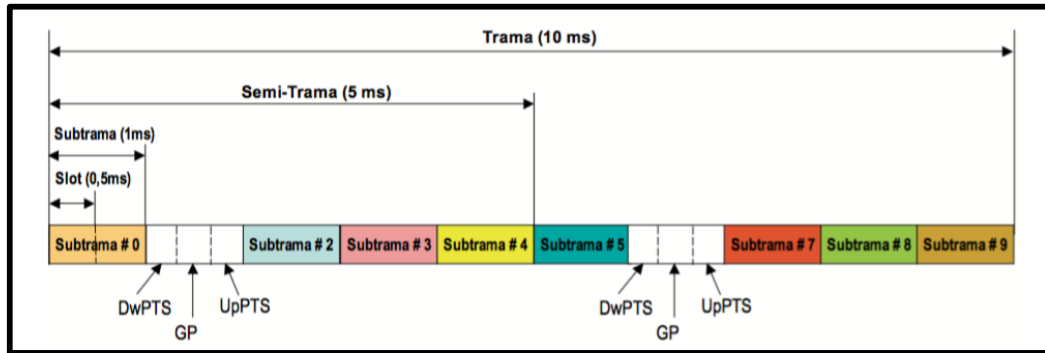 Trama (10 ms)
Semi-Trama (5 ms)
Subtrama (1ms)
Slot (0,5ms)
Subtrama # 0
Subtrama # 2
Subtrama # 3
Subtrama # 4
Subtrama # 5
Subtrama # 7
Subtrama # 8
Subtrama # 9
DwPTS
GP
UpPTS
DwPTS
GP
UpPTS